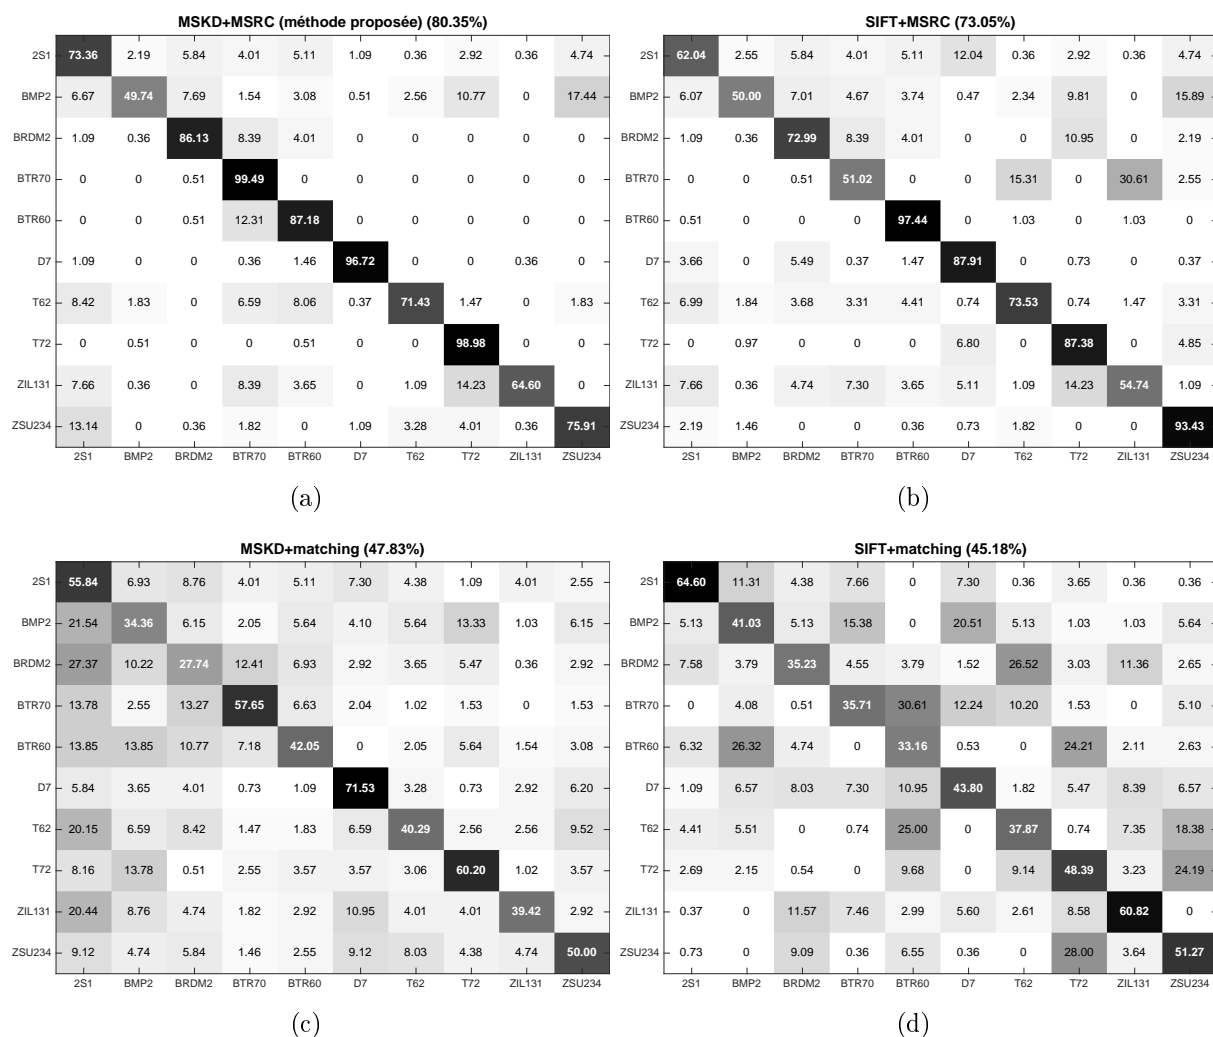 MSKD+MSRC (méthode proposée) (80.35%)
2S1 73.36 2.19 5.84 4.01 5.11 1.09 0.36 2.92 0.36 4.74
BMP2 6.67 49.74 7.69 1.54 3.08 0.51 2.56 10.77 0 17.44
BRDM2 1.09 0.36 86.13 8.39 4.01 0 0 0 0 0
BTR70 0 0 0.51 99.49 0 0 0 0 0 0
BTR60 0 0 0.51 12.31 87.18 0 0 0 0 0
D7 1.09 0 0 0.36 1.46 96.72 0 0 0.36 0
T62 8.42 1.83 0 6.59 8.06 0.37 71.43 1.47 0 1.83
T72 0 0.51 0 0 0.51 0 0 98.98 0 0
ZIL131 7.66 0.36 0 8.39 3.65 0 1.09 14.23 64.60 0
ZSU234 13.14 0 0.36 1.82 0 1.09 3.28 4.01 0.36 75.91
2S1 BMP2 BRDM2 BTR70 BTR60 D7 T62 T72 ZIL131 ZSU234
(a)
SIFT+MSRC (73.05%)
2S1 62.04 2.55 5.84 4.01 5.11 12.04 0.36 2.92 0.36 4.74
BMP2 6.07 50.00 7.01 4.67 3.74 0.47 2.34 9.81 0 15.89
BRDM2 1.09 0.36 72.99 8.39 4.01 0 0 10.95 0 2.19
BTR70 0 0 0.51 51.02 0 0 15.31 0 30.61 2.55
BTR60 0.51 0 0 0 97.44 0 1.03 0 1.03 0
D7 3.66 0 5.49 0.37 1.47 87.91 0 0.73 0 0.37
T62 6.99 1.84 3.68 3.31 4.41 0.74 73.53 0.74 1.47 3.31
T72 0 0.97 0 0 0 6.80 0 87.38 0 4.85
ZIL131 7.66 0.36 4.74 7.30 3.65 5.11 1.09 14.23 54.74 1.09
ZSU234 2.19 1.46 0 0 0.36 0.73 1.82 0 0 93.43
2S1 BMP2 BRDM2 BTR70 BTR60 D7 T62 T72 ZIL131 ZSU234
(b)
MSKD+matching (47.83%)
2S1 55.84 6.93 8.76 4.01 5.11 7.30 4.38 1.09 4.01 2.55
BMP2 21.54 34.36 6.15 2.05 5.64 4.10 5.64 13.33 1.03 6.15
BRDM2 27.37 10.22 27.74 12.41 6.93 2.92 3.65 5.47 0.36 2.92
BTR70 13.78 2.55 13.27 57.65 6.63 2.04 1.02 1.53 0 1.53
BTR60 13.85 13.85 10.77 7.18 42.05 0 2.05 5.64 1.54 3.08
D7 5.84 3.65 4.01 0.73 1.09 71.53 3.28 0.73 2.92 6.20
T62 20.15 6.59 8.42 1.47 1.83 6.59 40.29 2.56 2.56 9.52
T72 8.16 13.78 0.51 2.55 3.57 3.57 3.06 60.20 1.02 3.57
ZIL131 20.44 8.76 4.74 1.82 2.92 10.95 4.01 4.01 39.42 2.92
ZSU234 9.12 4.74 5.84 1.46 2.55 9.12 8.03 4.38 4.74 50.00
2S1 BMP2 BRDM2 BTR70 BTR60 D7 T62 T72 ZIL131 ZSU234
(c)
SIFT+matching (45.18%)
2S1 64.60 11.31 4.38 7.66 0 7.30 0.36 3.65 0.36 0.36
BMP2 5.13 41.03 5.13 15.38 0 20.51 5.13 1.03 1.03 5.64
BRDM2 7.58 3.79 35.23 4.55 3.79 1.52 26.52 3.03 11.36 2.65
BTR70 0 4.08 0.51 35.71 30.61 12.24 10.20 1.53 0 5.10
BTR60 6.32 26.32 4.74 0 33.16 0.53 0 24.21 2.11 2.63
D7 1.09 6.57 8.03 7.30 10.95 43.80 1.82 5.47 8.39 6.57
T62 4.41 5.51 0 0.74 25.00 0 37.87 0.74 7.35 18.38
T72 2.69 2.15 0.54 0 9.68 0 9.14 48.39 3.23 24.19
ZIL131 0.37 0 11.57 7.46 2.99 5.60 2.61 8.58 60.82 0
ZSU234 0.73 0 9.09 0.36 6.55 0.36 0 28.00 3.64 51.27
2S1 BMP2 BRDM2 BTR70 BTR60 D7 T62 T72 ZIL131 ZSU234
(d)